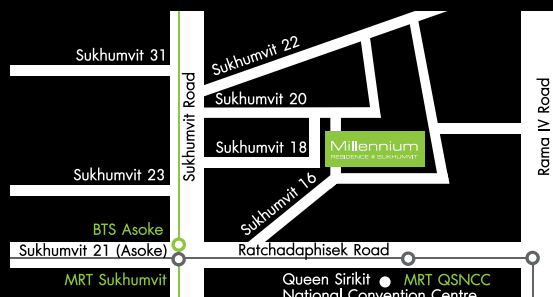 Sukhumvit 31
Sukhumvit 22
Sukhumvit Road
Sukhumvit 20
Rama IV Road
Millennium
RESIDENCE @ SUKHUMVIT
Sukhumvit 18
Sukhumvit 23
Sukhumvit 16
BTS Asoke
Sukhumvit 21 (Asoke)
Ratchadaphisek Road
MRT Sukhumvit
Queen Sirikit
National Convention Centre
MRT QSNCC